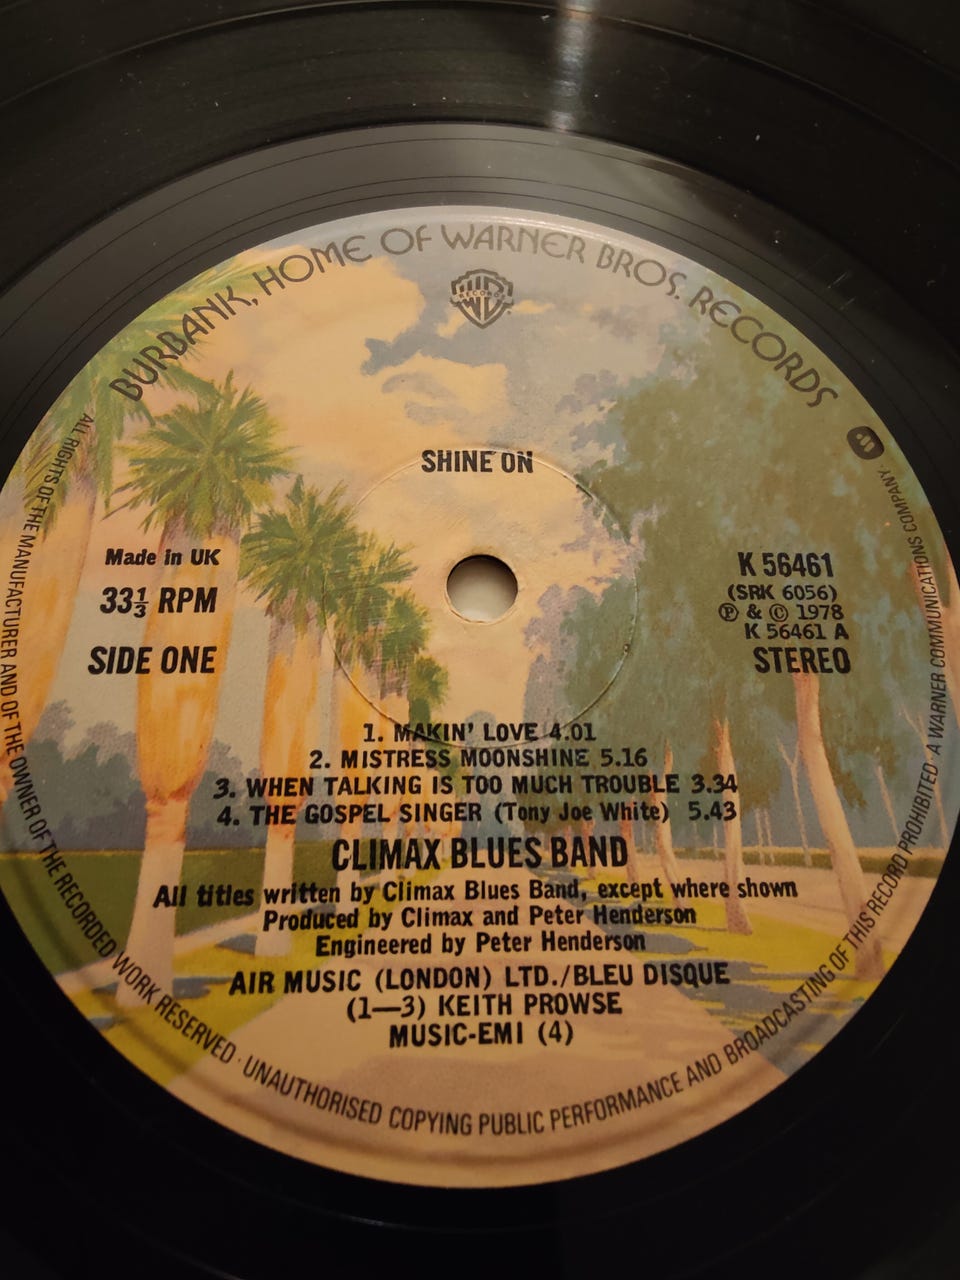 BURBANK, HOME OF WARNER BROS. RECORDS
RECORDS
SHINE ON
Made in UK
33⅓ RPM
SIDE ONE
K 56461
(SRK 6056)
℗ & © 1978
K 56461 A
STEREO
1. MAKIN' LOVE 4.01
2. MISTRESS MOONSHINE 5.16
3. WHEN TALKING IS TOO MUCH TROUBLE 3.34
4. THE GOSPEL SINGER (Tony Joe White) 5.43
CLIMAX BLUES BAND
All titles written by Climax Blues Band, except where shown
Produced by Climax and Peter Henderson
Engineered by Peter Henderson
AIR MUSIC (LONDON) LTD./BLEU DISQUE
(1—3) KEITH PROWSE
MUSIC-EMI (4)
ALL RIGHTS OF THE MANUFACTURER AND OF THE OWNER OF THE RECORDED WORK RESERVED · UNAUTHORISED COPYING PUBLIC PERFORMANCE AND BROADCASTING OF THIS RECORD PROHIBITED · A WARNER COMMUNICATIONS COMPANY